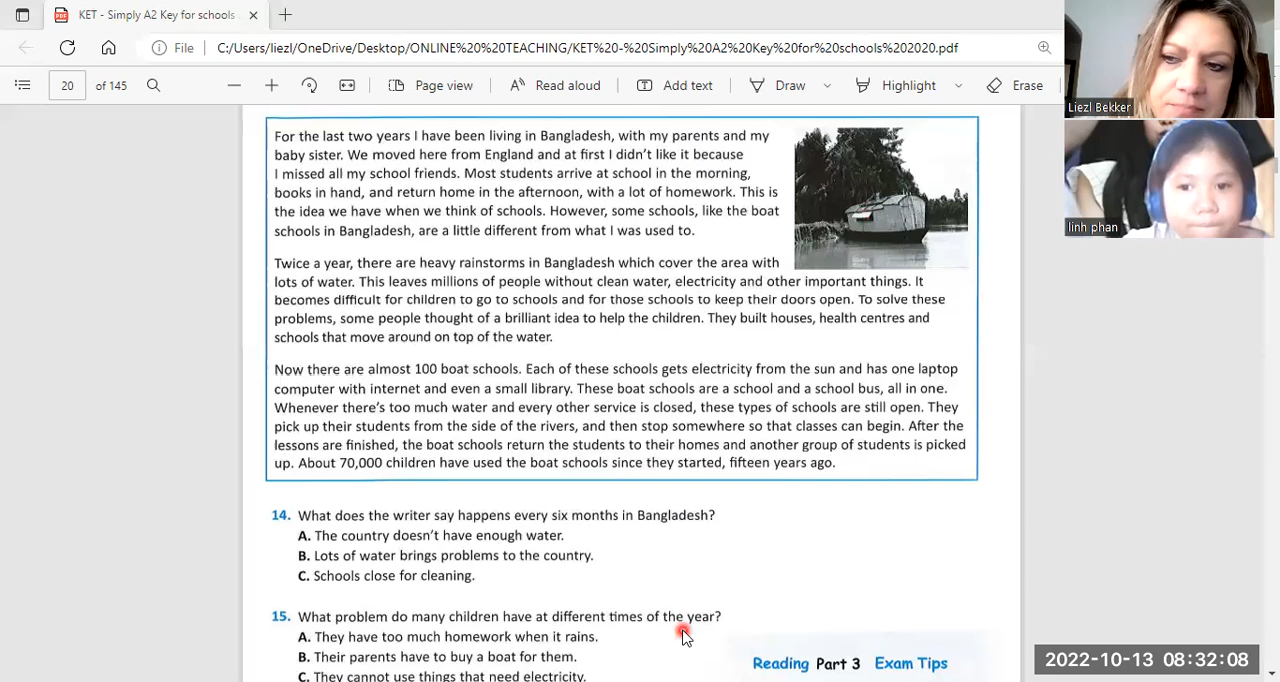 KET - Simply A2 Key for schools
File
C:/Users/liezl/OneDrive/Desktop/ONLINE%20%20TEACHING/KET%20-%20Simply%20A2%20Key%20for%20schools%202020.pdf
20 of 145
Page view
Read aloud
Add text
Draw
Highlight
Erase
Liezl Bekker
linh phan
For the last two years I have been living in Bangladesh, with my parents and my
baby sister. We moved here from England and at first I didn't like it because
I missed all my school friends. Most students arrive at school in the morning,
books in hand, and return home in the afternoon, with a lot of homework. This is
the idea we have when we think of schools. However, some schools, like the boat
schools in Bangladesh, are a little different from what I was used to.
Twice a year, there are heavy rainstorms in Bangladesh which cover the area with
lots of water. This leaves millions of people without clean water, electricity and other important things. It
becomes difficult for children to go to schools and for those schools to keep their doors open. To solve these
problems, some people thought of a brilliant idea to help the children. They built houses, health centres and
schools that move around on top of the water.
Now there are almost 100 boat schools. Each of these schools gets electricity from the sun and has one laptop
computer with internet and even a small library. These boat schools are a school and a school bus, all in one.
Whenever there's too much water and every other service is closed, these types of schools are still open. They
pick up their students from the side of the rivers, and then stop somewhere so that classes can begin. After the
lessons are finished, the boat schools return the students to their homes and another group of students is picked
up. About 70,000 children have used the boat schools since they started, fifteen years ago.
14. What does the writer say happens every six months in Bangladesh?
A. The country doesn't have enough water.
B. Lots of water brings problems to the country.
C. Schools close for cleaning.
15. What problem do many children have at different times of the year?
A. They have too much homework when it rains.
B. Their parents have to buy a boat for them.
C. They cannot use things that need electricity.
Reading Part 3 Exam Tips
2022-10-13 08:32:08